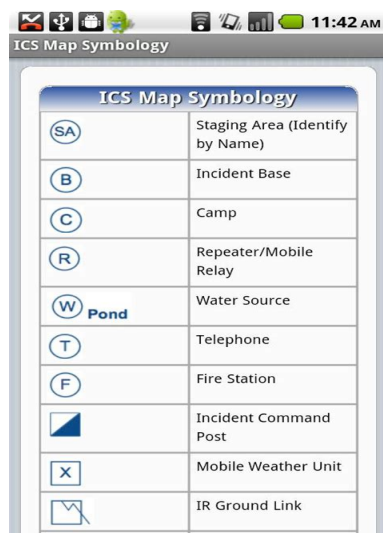 11:42 AM
ICS Map Symbology
ICS Map Symbology
SA Staging Area (Identify
by Name)
B Incident Base
C Camp
R Repeater/Mobile
Relay
W Pond Water Source
T Telephone
F Fire Station
Incident Command
Post
X Mobile Weather Unit
IR Ground Link